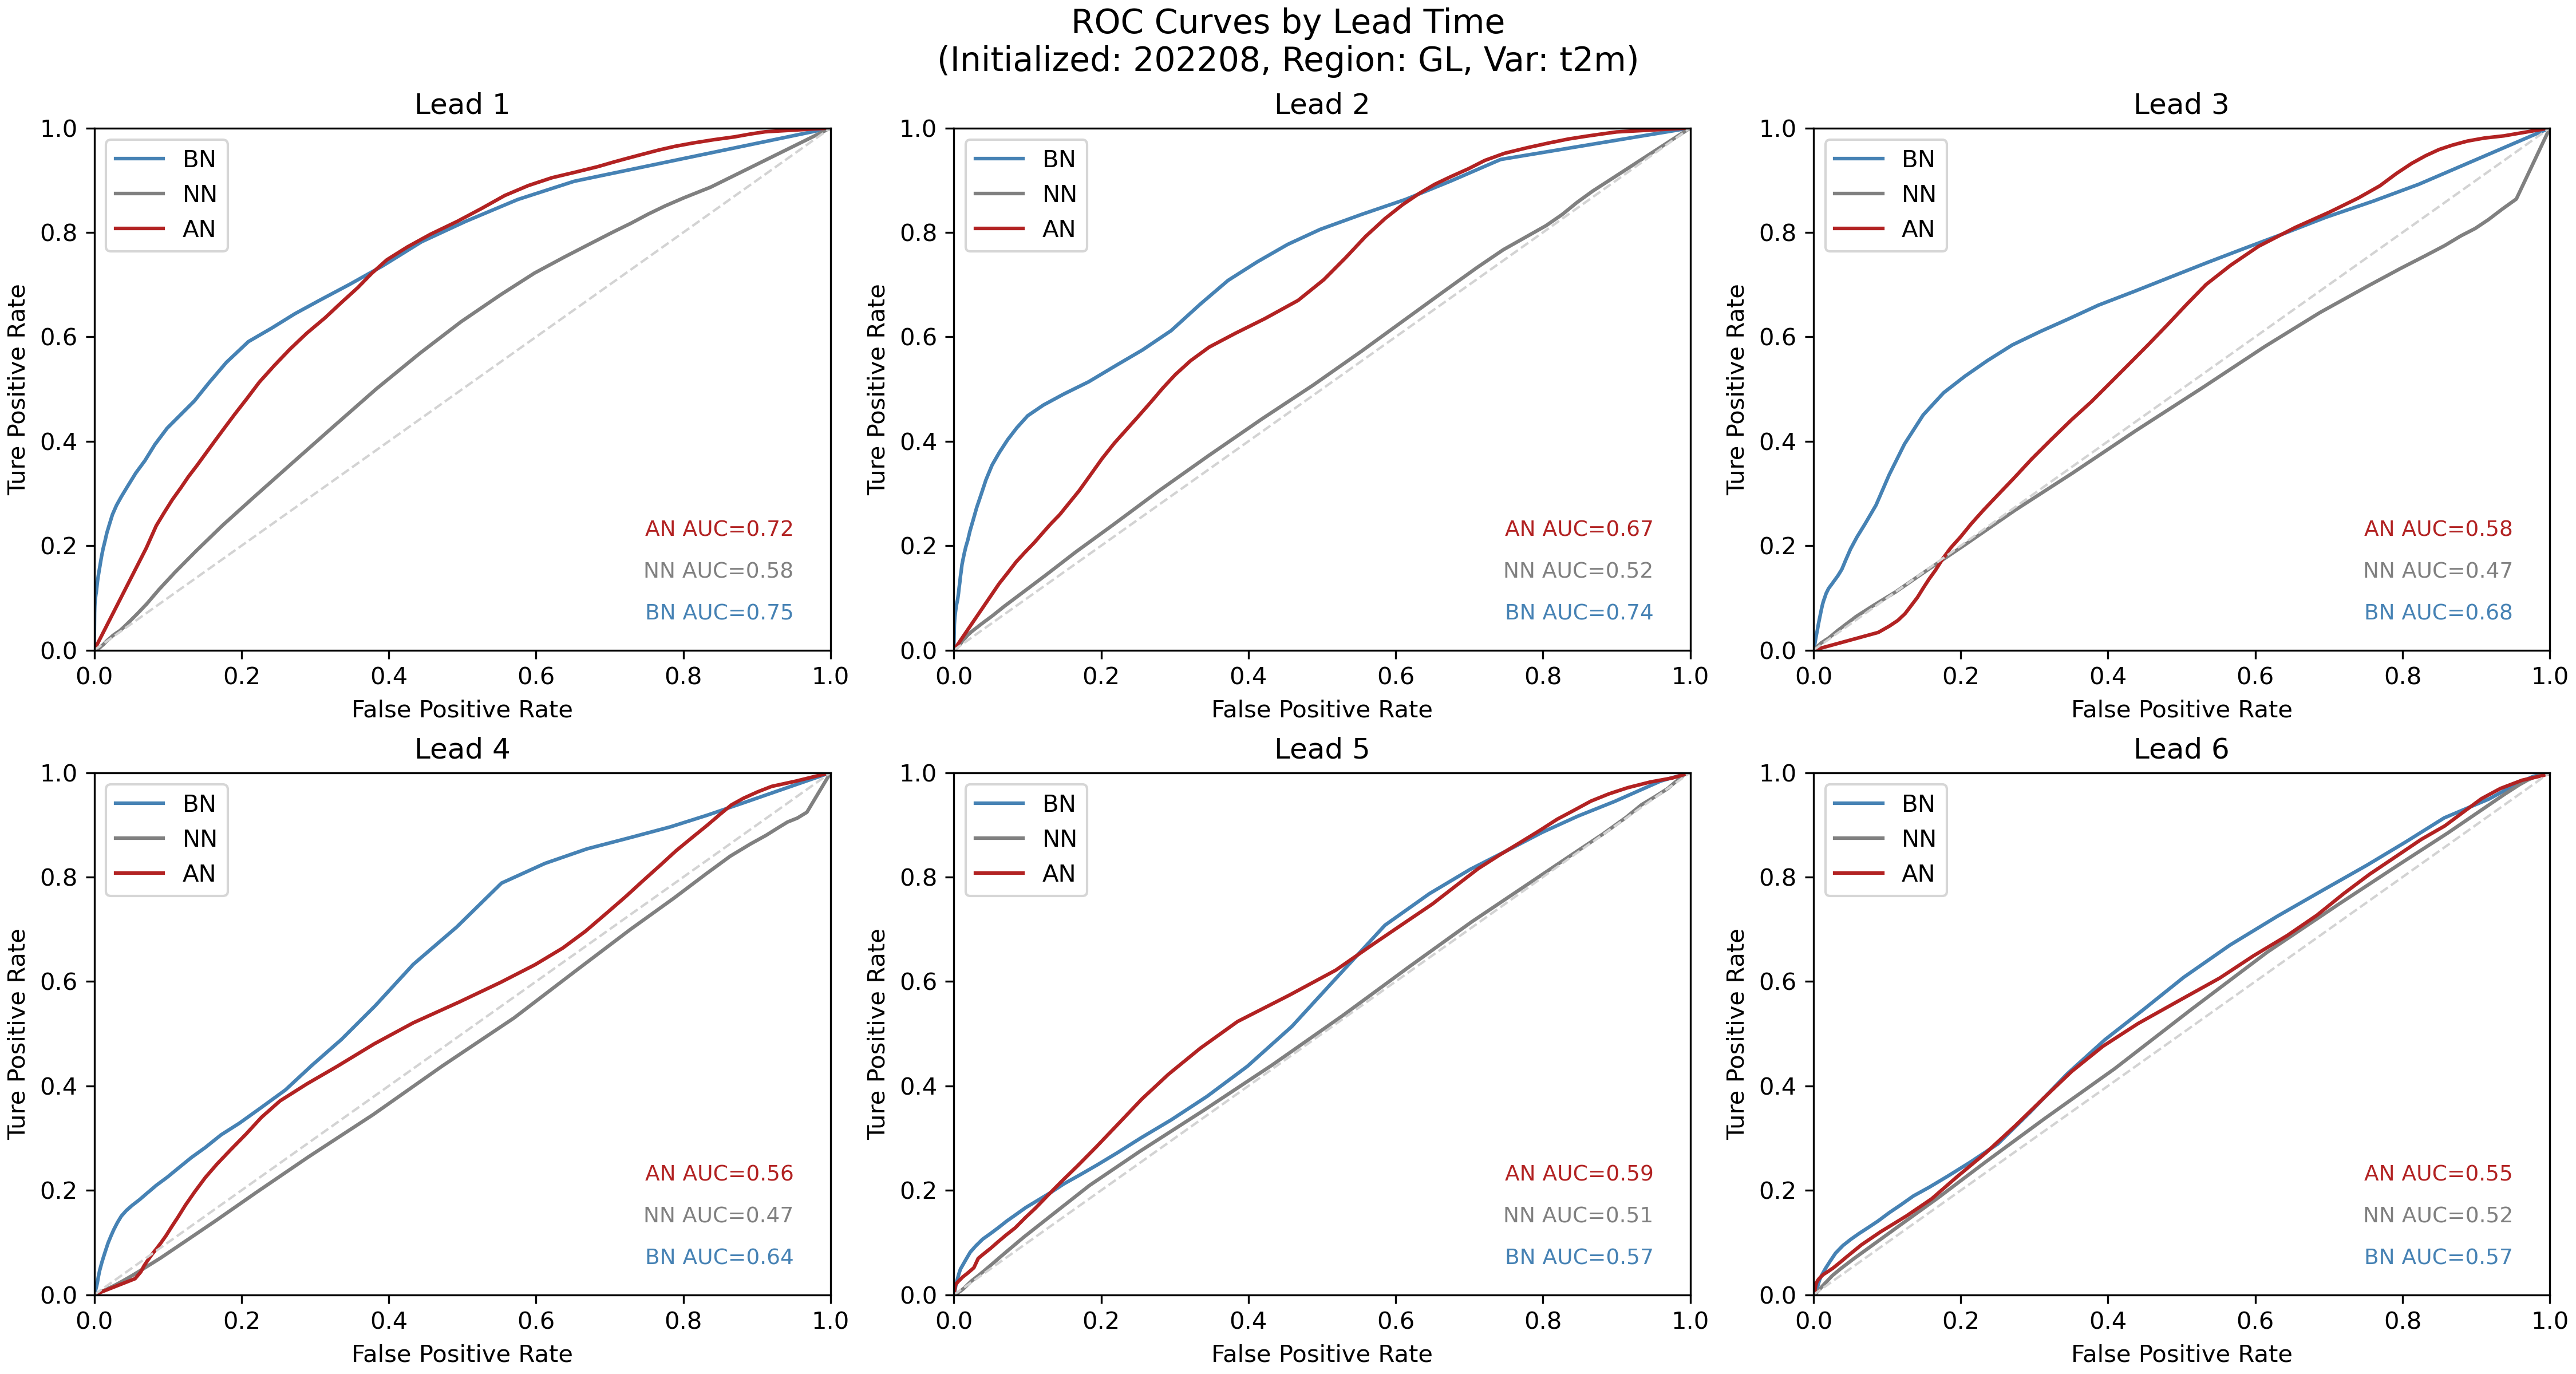 ROC Curves by Lead Time
(Initialized: 202208, Region: GL, Var: t2m)
Lead 1
1.0
0.8
0.6
0.4
0.2
0.0
Ture Positive Rate
BN
NN
AN
AN AUC=0.72
NN AUC=0.58
BN AUC=0.75
0.0 0.2 0.4 0.6 0.8 1.0
False Positive Rate
Lead 2
1.0
0.8
0.6
0.4
0.2
0.0
Ture Positive Rate
BN
NN
AN
AN AUC=0.67
NN AUC=0.52
BN AUC=0.74
0.0 0.2 0.4 0.6 0.8 1.0
False Positive Rate
Lead 3
1.0
0.8
0.6
0.4
0.2
0.0
Ture Positive Rate
BN
NN
AN
AN AUC=0.58
NN AUC=0.47
BN AUC=0.68
0.0 0.2 0.4 0.6 0.8 1.0
False Positive Rate
Lead 4
1.0
0.8
0.6
0.4
0.2
0.0
Ture Positive Rate
BN
NN
AN
AN AUC=0.56
NN AUC=0.47
BN AUC=0.64
0.0 0.2 0.4 0.6 0.8 1.0
False Positive Rate
Lead 5
1.0
0.8
0.6
0.4
0.2
0.0
Ture Positive Rate
BN
NN
AN
AN AUC=0.59
NN AUC=0.51
BN AUC=0.57
0.0 0.2 0.4 0.6 0.8 1.0
False Positive Rate
Lead 6
1.0
0.8
0.6
0.4
0.2
0.0
Ture Positive Rate
BN
NN
AN
AN AUC=0.55
NN AUC=0.52
BN AUC=0.57
0.0 0.2 0.4 0.6 0.8 1.0
False Positive Rate